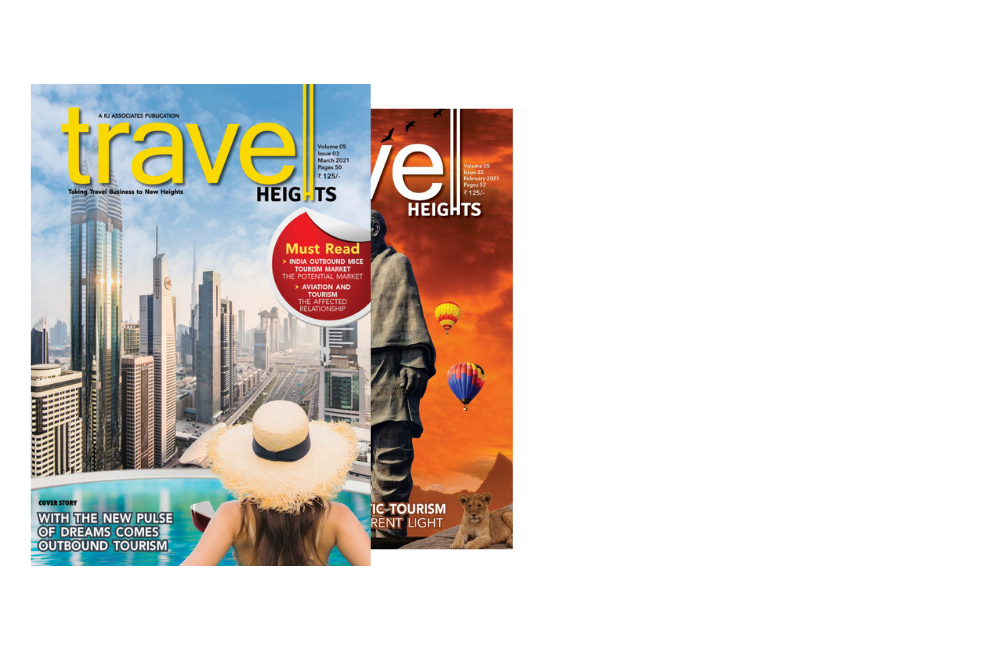 A RJ ASSOCIATES PUBLICATION
travel
HEIGHTS
Taking Travel Business to New Heights
Volume 05
Issue 03
March 2021
Pages 50
₹ 125/-
Must Read
INDIA OUTBOUND MICE
TOURISM MARKET
THE POTENTIAL MARKET
AVIATION AND
TOURISM
THE AFFECTED
RELATIONSHIP
COVER STORY
WITH THE NEW PULSE
OF DREAMS COMES
OUTBOUND TOURISM
vel
HEIGHTS
Volume 05
Issue 02
February 2021
Pages 52
₹ 125/-
TIC-TOURISM
RENT LIGHT